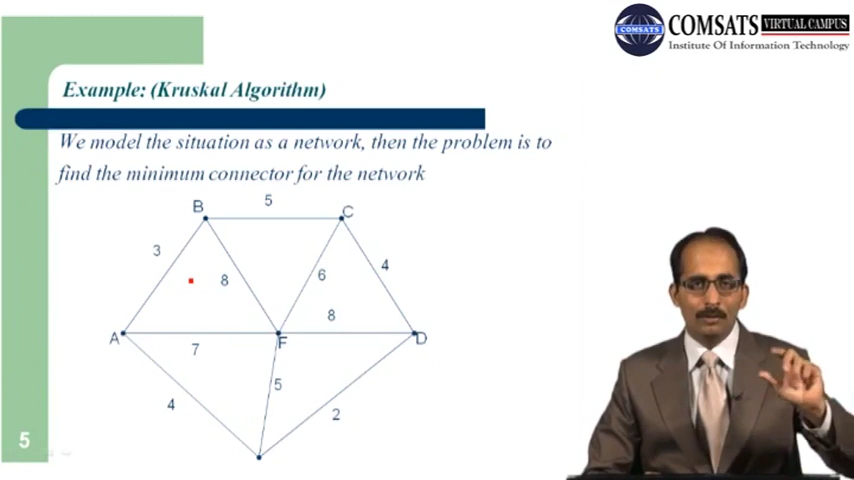 COMSATS VIRTUAL CAMPUS
COMSATS
Institute Of Information Technology
Example: (Kruskal Algorithm)
We model the situation as a network, then the problem is to
find the minimum connector for the network
B
5
C
3
8
6
4
8
A
7
F
D
5
4
2
5